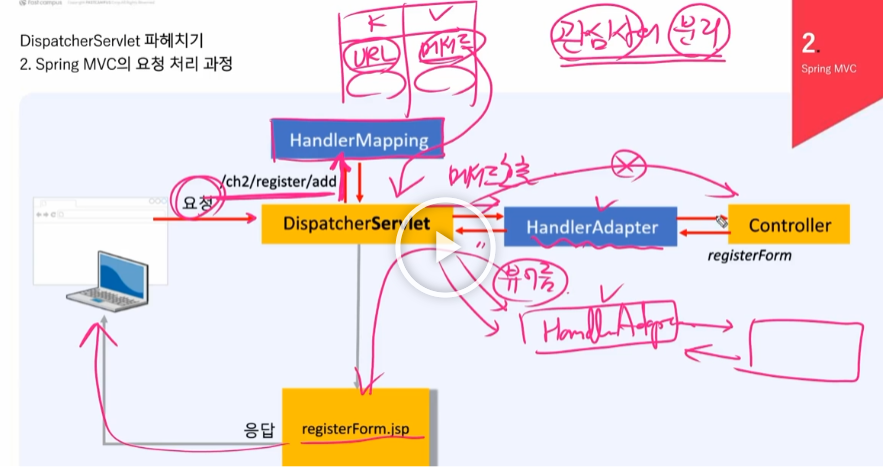 fast campus
DispatcherServlet 파헤치기
2. Spring MVC의 요청 처리 과정
K V
URL 메서드
관심사의 분리
2.
Spring MVC
HandlerMapping
/ch2/register/add
요청
메서드호출
DispatcherServlet
HandlerAdapter
Controller
registerForm
뷰이름
HandlerAdapter
registerForm.jsp
응답